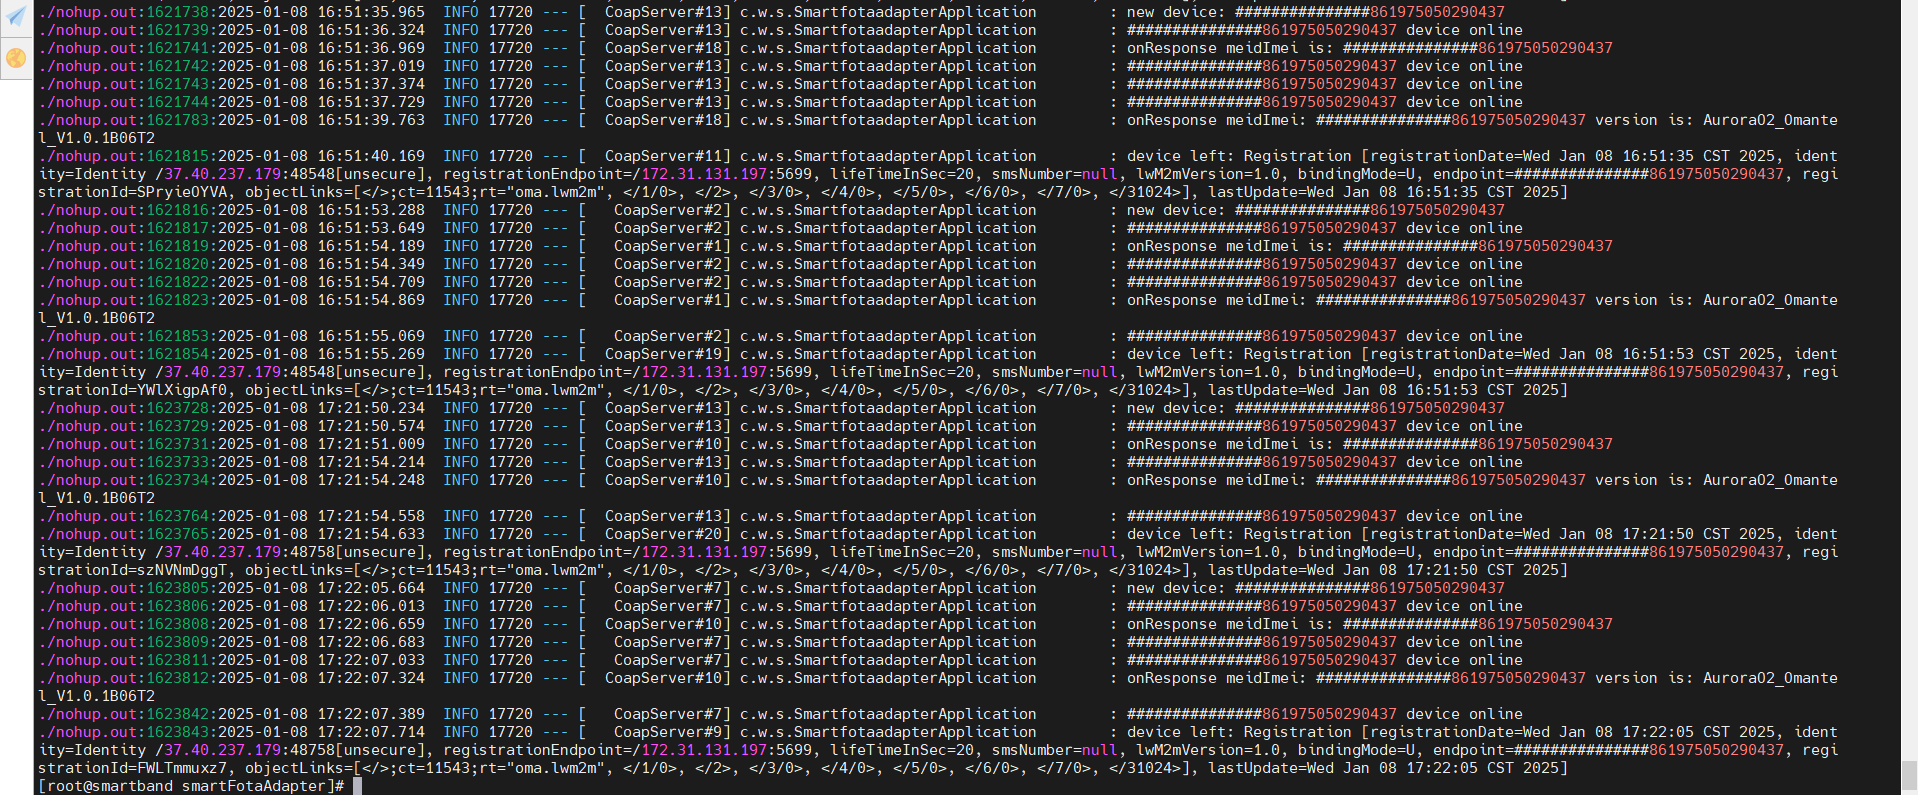 ./nohup.out:1621738:2025-01-08 16:51:35.965  INFO 17720 --- [  CoapServer#13] c.w.s.SmartfotaadapterApplication        : new device: ###############861975050290437
./nohup.out:1621739:2025-01-08 16:51:36.324  INFO 17720 --- [  CoapServer#13] c.w.s.SmartfotaadapterApplication        : ###############861975050290437 device online
./nohup.out:1621741:2025-01-08 16:51:36.969  INFO 17720 --- [  CoapServer#18] c.w.s.SmartfotaadapterApplication        : onResponse meidImei is: ###############861975050290437
./nohup.out:1621742:2025-01-08 16:51:37.019  INFO 17720 --- [  CoapServer#13] c.w.s.SmartfotaadapterApplication        : ###############861975050290437 device online
./nohup.out:1621743:2025-01-08 16:51:37.374  INFO 17720 --- [  CoapServer#13] c.w.s.SmartfotaadapterApplication        : ###############861975050290437 device online
./nohup.out:1621744:2025-01-08 16:51:37.729  INFO 17720 --- [  CoapServer#13] c.w.s.SmartfotaadapterApplication        : ###############861975050290437 device online
./nohup.out:1621783:2025-01-08 16:51:39.763  INFO 17720 --- [  CoapServer#18] c.w.s.SmartfotaadapterApplication        : onResponse meidImei: ###############861975050290437 version is: Aurora02_Omante
l_V1.0.1B06T2
./nohup.out:1621815:2025-01-08 16:51:40.169  INFO 17720 --- [  CoapServer#11] c.w.s.SmartfotaadapterApplication        : device left: Registration [registrationDate=Wed Jan 08 16:51:35 CST 2025, ident
ity=Identity /37.40.237.179:48548[unsecure], registrationEndpoint=/172.31.131.197:5699, lifeTimeInSec=20, smsNumber=null, lwM2mVersion=1.0, bindingMode=U, endpoint=###############861975050290437, regi
strationId=SPryieOYVA, objectLinks=[</>;ct=11543;rt="oma.lwm2m", </1/0>, </2>, </3/0>, </4/0>, </5/0>, </6/0>, </7/0>, </31024>], lastUpdate=Wed Jan 08 16:51:35 CST 2025]
./nohup.out:1621816:2025-01-08 16:51:53.288  INFO 17720 --- [   CoapServer#2] c.w.s.SmartfotaadapterApplication        : new device: ###############861975050290437
./nohup.out:1621817:2025-01-08 16:51:53.649  INFO 17720 --- [   CoapServer#2] c.w.s.SmartfotaadapterApplication        : ###############861975050290437 device online
./nohup.out:1621819:2025-01-08 16:51:54.189  INFO 17720 --- [   CoapServer#1] c.w.s.SmartfotaadapterApplication        : onResponse meidImei is: ###############861975050290437
./nohup.out:1621820:2025-01-08 16:51:54.349  INFO 17720 --- [   CoapServer#2] c.w.s.SmartfotaadapterApplication        : ###############861975050290437 device online
./nohup.out:1621822:2025-01-08 16:51:54.709  INFO 17720 --- [   CoapServer#2] c.w.s.SmartfotaadapterApplication        : ###############861975050290437 device online
./nohup.out:1621823:2025-01-08 16:51:54.869  INFO 17720 --- [   CoapServer#1] c.w.s.SmartfotaadapterApplication        : onResponse meidImei: ###############861975050290437 version is: Aurora02_Omante
l_V1.0.1B06T2
./nohup.out:1621853:2025-01-08 16:51:55.069  INFO 17720 --- [   CoapServer#2] c.w.s.SmartfotaadapterApplication        : ###############861975050290437 device online
./nohup.out:1621854:2025-01-08 16:51:55.269  INFO 17720 --- [  CoapServer#19] c.w.s.SmartfotaadapterApplication        : device left: Registration [registrationDate=Wed Jan 08 16:51:53 CST 2025, ident
ity=Identity /37.40.237.179:48548[unsecure], registrationEndpoint=/172.31.131.197:5699, lifeTimeInSec=20, smsNumber=null, lwM2mVersion=1.0, bindingMode=U, endpoint=###############861975050290437, regi
strationId=YWlXigpAf0, objectLinks=[</>;ct=11543;rt="oma.lwm2m", </1/0>, </2>, </3/0>, </4/0>, </5/0>, </6/0>, </7/0>, </31024>], lastUpdate=Wed Jan 08 16:51:53 CST 2025]
./nohup.out:1623728:2025-01-08 17:21:50.234  INFO 17720 --- [  CoapServer#13] c.w.s.SmartfotaadapterApplication        : new device: ###############861975050290437
./nohup.out:1623729:2025-01-08 17:21:50.574  INFO 17720 --- [  CoapServer#13] c.w.s.SmartfotaadapterApplication        : ###############861975050290437 device online
./nohup.out:1623731:2025-01-08 17:21:51.009  INFO 17720 --- [  CoapServer#10] c.w.s.SmartfotaadapterApplication        : onResponse meidImei is: ###############861975050290437
./nohup.out:1623733:2025-01-08 17:21:54.214  INFO 17720 --- [  CoapServer#13] c.w.s.SmartfotaadapterApplication        : ###############861975050290437 device online
./nohup.out:1623734:2025-01-08 17:21:54.248  INFO 17720 --- [  CoapServer#10] c.w.s.SmartfotaadapterApplication        : onResponse meidImei: ###############861975050290437 version is: Aurora02_Omante
l_V1.0.1B06T2
./nohup.out:1623764:2025-01-08 17:21:54.558  INFO 17720 --- [  CoapServer#13] c.w.s.SmartfotaadapterApplication        : ###############861975050290437 device online
./nohup.out:1623765:2025-01-08 17:21:54.633  INFO 17720 --- [  CoapServer#20] c.w.s.SmartfotaadapterApplication        : device left: Registration [registrationDate=Wed Jan 08 17:21:50 CST 2025, ident
ity=Identity /37.40.237.179:48758[unsecure], registrationEndpoint=/172.31.131.197:5699, lifeTimeInSec=20, smsNumber=null, lwM2mVersion=1.0, bindingMode=U, endpoint=###############861975050290437, regi
strationId=szNVNmDggT, objectLinks=[</>;ct=11543;rt="oma.lwm2m", </1/0>, </2>, </3/0>, </4/0>, </5/0>, </6/0>, </7/0>, </31024>], lastUpdate=Wed Jan 08 17:21:50 CST 2025]
./nohup.out:1623805:2025-01-08 17:22:05.664  INFO 17720 --- [   CoapServer#7] c.w.s.SmartfotaadapterApplication        : new device: ###############861975050290437
./nohup.out:1623806:2025-01-08 17:22:06.013  INFO 17720 --- [   CoapServer#7] c.w.s.SmartfotaadapterApplication        : ###############861975050290437 device online
./nohup.out:1623808:2025-01-08 17:22:06.659  INFO 17720 --- [  CoapServer#10] c.w.s.SmartfotaadapterApplication        : onResponse meidImei is: ###############861975050290437
./nohup.out:1623809:2025-01-08 17:22:06.683  INFO 17720 --- [   CoapServer#7] c.w.s.SmartfotaadapterApplication        : ###############861975050290437 device online
./nohup.out:1623811:2025-01-08 17:22:07.033  INFO 17720 --- [   CoapServer#7] c.w.s.SmartfotaadapterApplication        : ###############861975050290437 device online
./nohup.out:1623812:2025-01-08 17:22:07.324  INFO 17720 --- [  CoapServer#10] c.w.s.SmartfotaadapterApplication        : onResponse meidImei: ###############861975050290437 version is: Aurora02_Omante
l_V1.0.1B06T2
./nohup.out:1623842:2025-01-08 17:22:07.389  INFO 17720 --- [   CoapServer#7] c.w.s.SmartfotaadapterApplication        : ###############861975050290437 device online
./nohup.out:1623843:2025-01-08 17:22:07.714  INFO 17720 --- [   CoapServer#9] c.w.s.SmartfotaadapterApplication        : device left: Registration [registrationDate=Wed Jan 08 17:22:05 CST 2025, ident
ity=Identity /37.40.237.179:48758[unsecure], registrationEndpoint=/172.31.131.197:5699, lifeTimeInSec=20, smsNumber=null, lwM2mVersion=1.0, bindingMode=U, endpoint=###############861975050290437, regi
strationId=FWLTmmuxz7, objectLinks=[</>;ct=11543;rt="oma.lwm2m", </1/0>, </2>, </3/0>, </4/0>, </5/0>, </6/0>, </7/0>, </31024>], lastUpdate=Wed Jan 08 17:22:05 CST 2025]
[root@smartband smartFotaAdapter]#